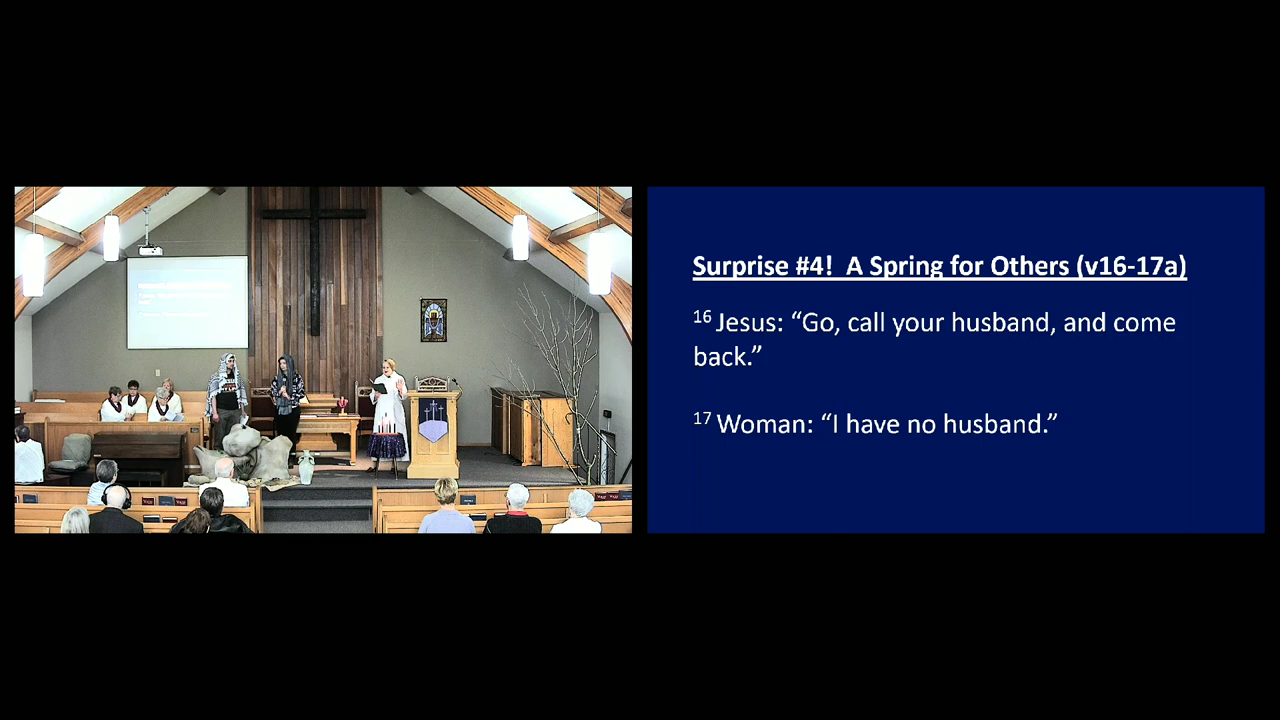 Surprise #4!  A Spring for Others (v16-17a)
16 Jesus: “Go, call your husband, and come
back.”
17 Woman: “I have no husband.”